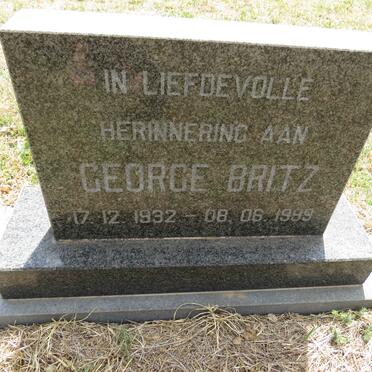 IN LIEFDEVOLLE
HERINNERING AAN
GEORGE BRITZ
17. 12. 1932 - 08. 06. 1999